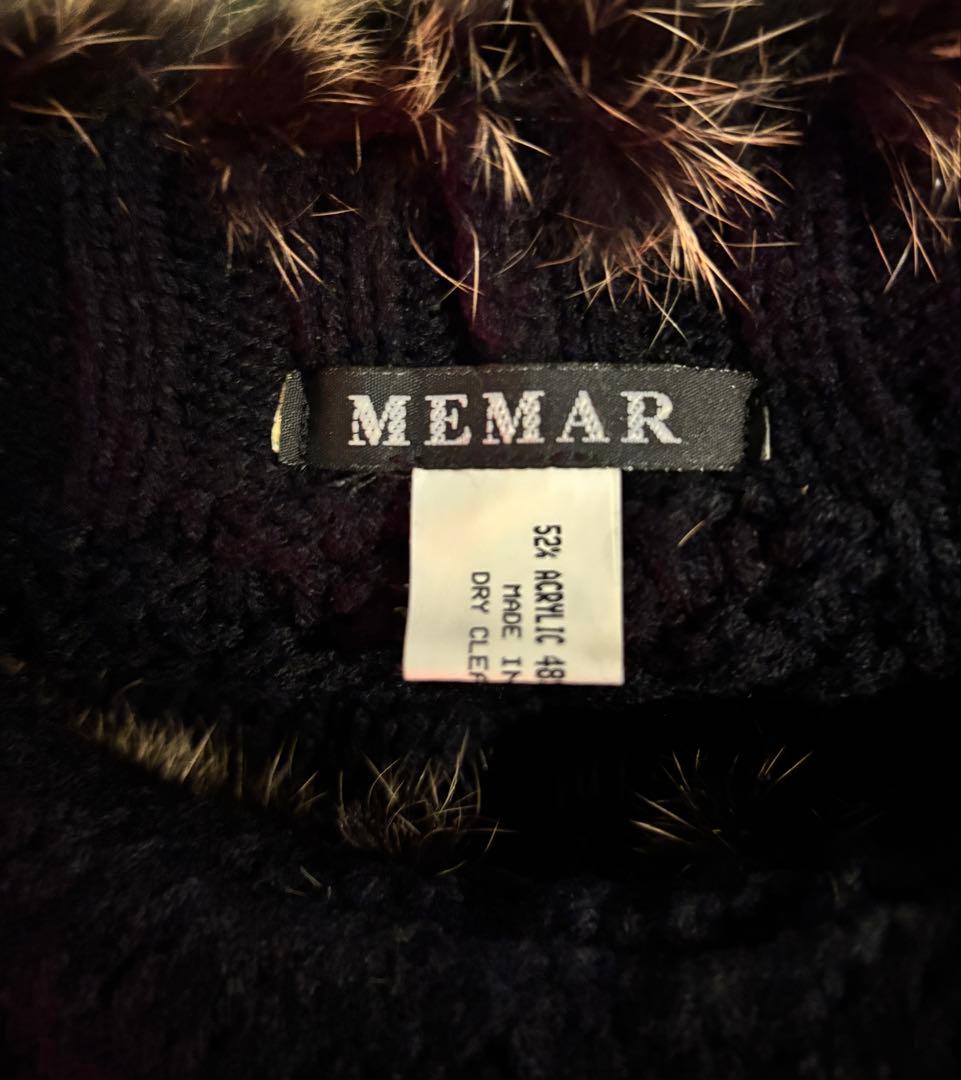 MEMAR
52% ACRYLIC 48
MADE IN
DRY CLEA